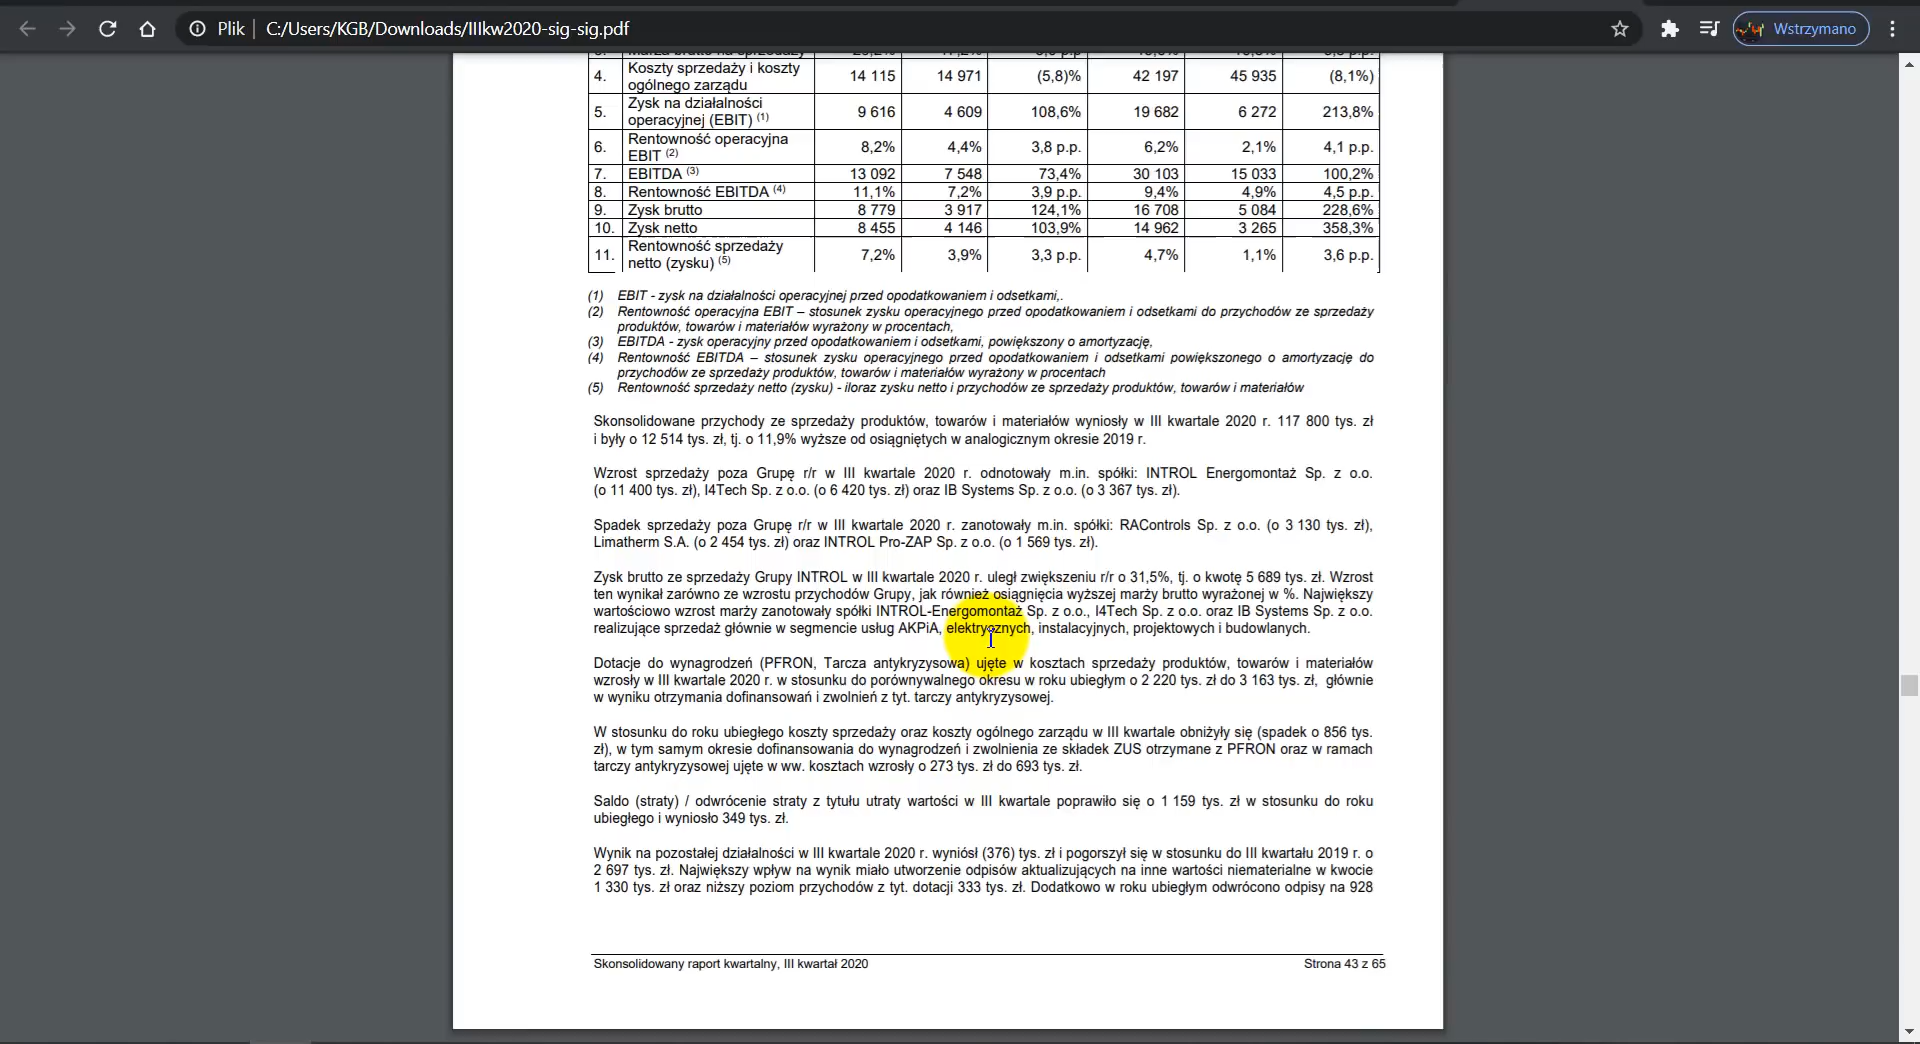 Plik
C:/Users/KGB/Downloads/IIIkw2020-sig-sig.pdf
Wstrzymano
4. Koszty sprzedaży i koszty ogólnego zarządu 14 115 14 971 (5,8)% 42 197 45 935 (8,1%)
5. Zysk na działalności operacyjnej (EBIT) (1) 9 616 4 609 108,6% 19 682 6 272 213,8%
6. Rentowność operacyjna EBIT (2) 8,2% 4,4% 3,8 p.p. 6,2% 2,1% 4,1 p.p.
7. EBITDA (3) 13 092 7 548 73,4% 30 103 15 033 100,2%
8. Rentowność EBITDA (4) 11,1% 7,2% 3,9 p.p. 9,4% 4,9% 4,5 p.p.
9. Zysk brutto 8 779 3 917 124,1% 16 708 5 084 228,6%
10. Zysk netto 8 455 4 146 103,9% 14 962 3 265 358,3%
11. Rentowność sprzedaży netto (zysku) (5) 7,2% 3,9% 3,3 p.p. 4,7% 1,1% 3,6 p.p.
(1) EBIT - zysk na działalności operacyjnej przed opodatkowaniem i odsetkami,.
(2) Rentowność operacyjna EBIT – stosunek zysku operacyjnego przed opodatkowaniem i odsetkami do przychodów ze sprzedaży
produktów, towarów i materiałów wyrażony w procentach,
(3) EBITDA - zysk operacyjny przed opodatkowaniem i odsetkami, powiększony o amortyzację,
(4) Rentowność EBITDA – stosunek zysku operacyjnego przed opodatkowaniem i odsetkami powiększonego o amortyzację do
przychodów ze sprzedaży produktów, towarów i materiałów wyrażony w procentach
(5) Rentowność sprzedaży netto (zysku) - iloraz zysku netto i przychodów ze sprzedaży produktów, towarów i materiałów
Skonsolidowane przychody ze sprzedaży produktów, towarów i materiałów wyniosły w III kwartale 2020 r. 117 800 tys. zł
i były o 12 514 tys. zł, tj. o 11,9% wyższe od osiągniętych w analogicznym okresie 2019 r.
Wzrost sprzedaży poza Grupę r/r w III kwartale 2020 r. odnotowały m.in. spółki: INTROL Energomontaż Sp. z o.o.
(o 11 400 tys. zł), I4Tech Sp. z o.o. (o 6 420 tys. zł) oraz IB Systems Sp. z o.o. (o 3 367 tys. zł).
Spadek sprzedaży poza Grupę r/r w III kwartale 2020 r. zanotowały m.in. spółki: RAControls Sp. z o.o. (o 3 130 tys. zł),
Limatherm S.A. (o 2 454 tys. zł) oraz INTROL Pro-ZAP Sp. z o.o. (o 1 569 tys. zł).
Zysk brutto ze sprzedaży Grupy INTROL w III kwartale 2020 r. uległ zwiększeniu r/r o 31,5%, tj. o kwotę 5 689 tys. zł. Wzrost
ten wynikał zarówno ze wzrostu przychodów Grupy, jak również osiągnięcia wyższej marży brutto wyrażonej w %. Największy
wartościowo wzrost marży zanotowały spółki INTROL-Energomontaż Sp. z o.o., I4Tech Sp. z o.o. oraz IB Systems Sp. z o.o.
realizujące sprzedaż głównie w segmencie usług AKPiA, elektrycznych, instalacyjnych, projektowych i budowlanych.
Dotacje do wynagrodzeń (PFRON, Tarcza antykryzysowa) ujęte w kosztach sprzedaży produktów, towarów i materiałów
wzrosły w III kwartale 2020 r. w stosunku do porównywalnego okresu w roku ubiegłym o 2 220 tys. zł do 3 163 tys. zł, głównie
w wyniku otrzymania dofinansowań i zwolnień z tyt. tarczy antykryzysowej.
W stosunku do roku ubiegłego koszty sprzedaży oraz koszty ogólnego zarządu w III kwartale obniżyły się (spadek o 856 tys.
zł), w tym samym okresie dofinansowania do wynagrodzeń i zwolnienia ze składek ZUS otrzymane z PFRON oraz w ramach
tarczy antykryzysowej ujęte w ww. kosztach wzrosły o 273 tys. zł do 693 tys. zł.
Saldo (straty) / odwrócenie straty z tytułu utraty wartości w III kwartale poprawiło się o 1 159 tys. zł w stosunku do roku
ubiegłego i wyniosło 349 tys. zł.
Wynik na pozostałej działalności w III kwartale 2020 r. wyniósł (376) tys. zł i pogorszył się w stosunku do III kwartału 2019 r. o
2 697 tys. zł. Największy wpływ na wynik miało utworzenie odpisów aktualizujących na inne wartości niematerialne w kwocie
1 330 tys. zł oraz niższy poziom przychodów z tyt. dotacji 333 tys. zł. Dodatkowo w roku ubiegłym odwrócono odpisy na 928
Skonsolidowany raport kwartalny, III kwartał 2020
Strona 43 z 65